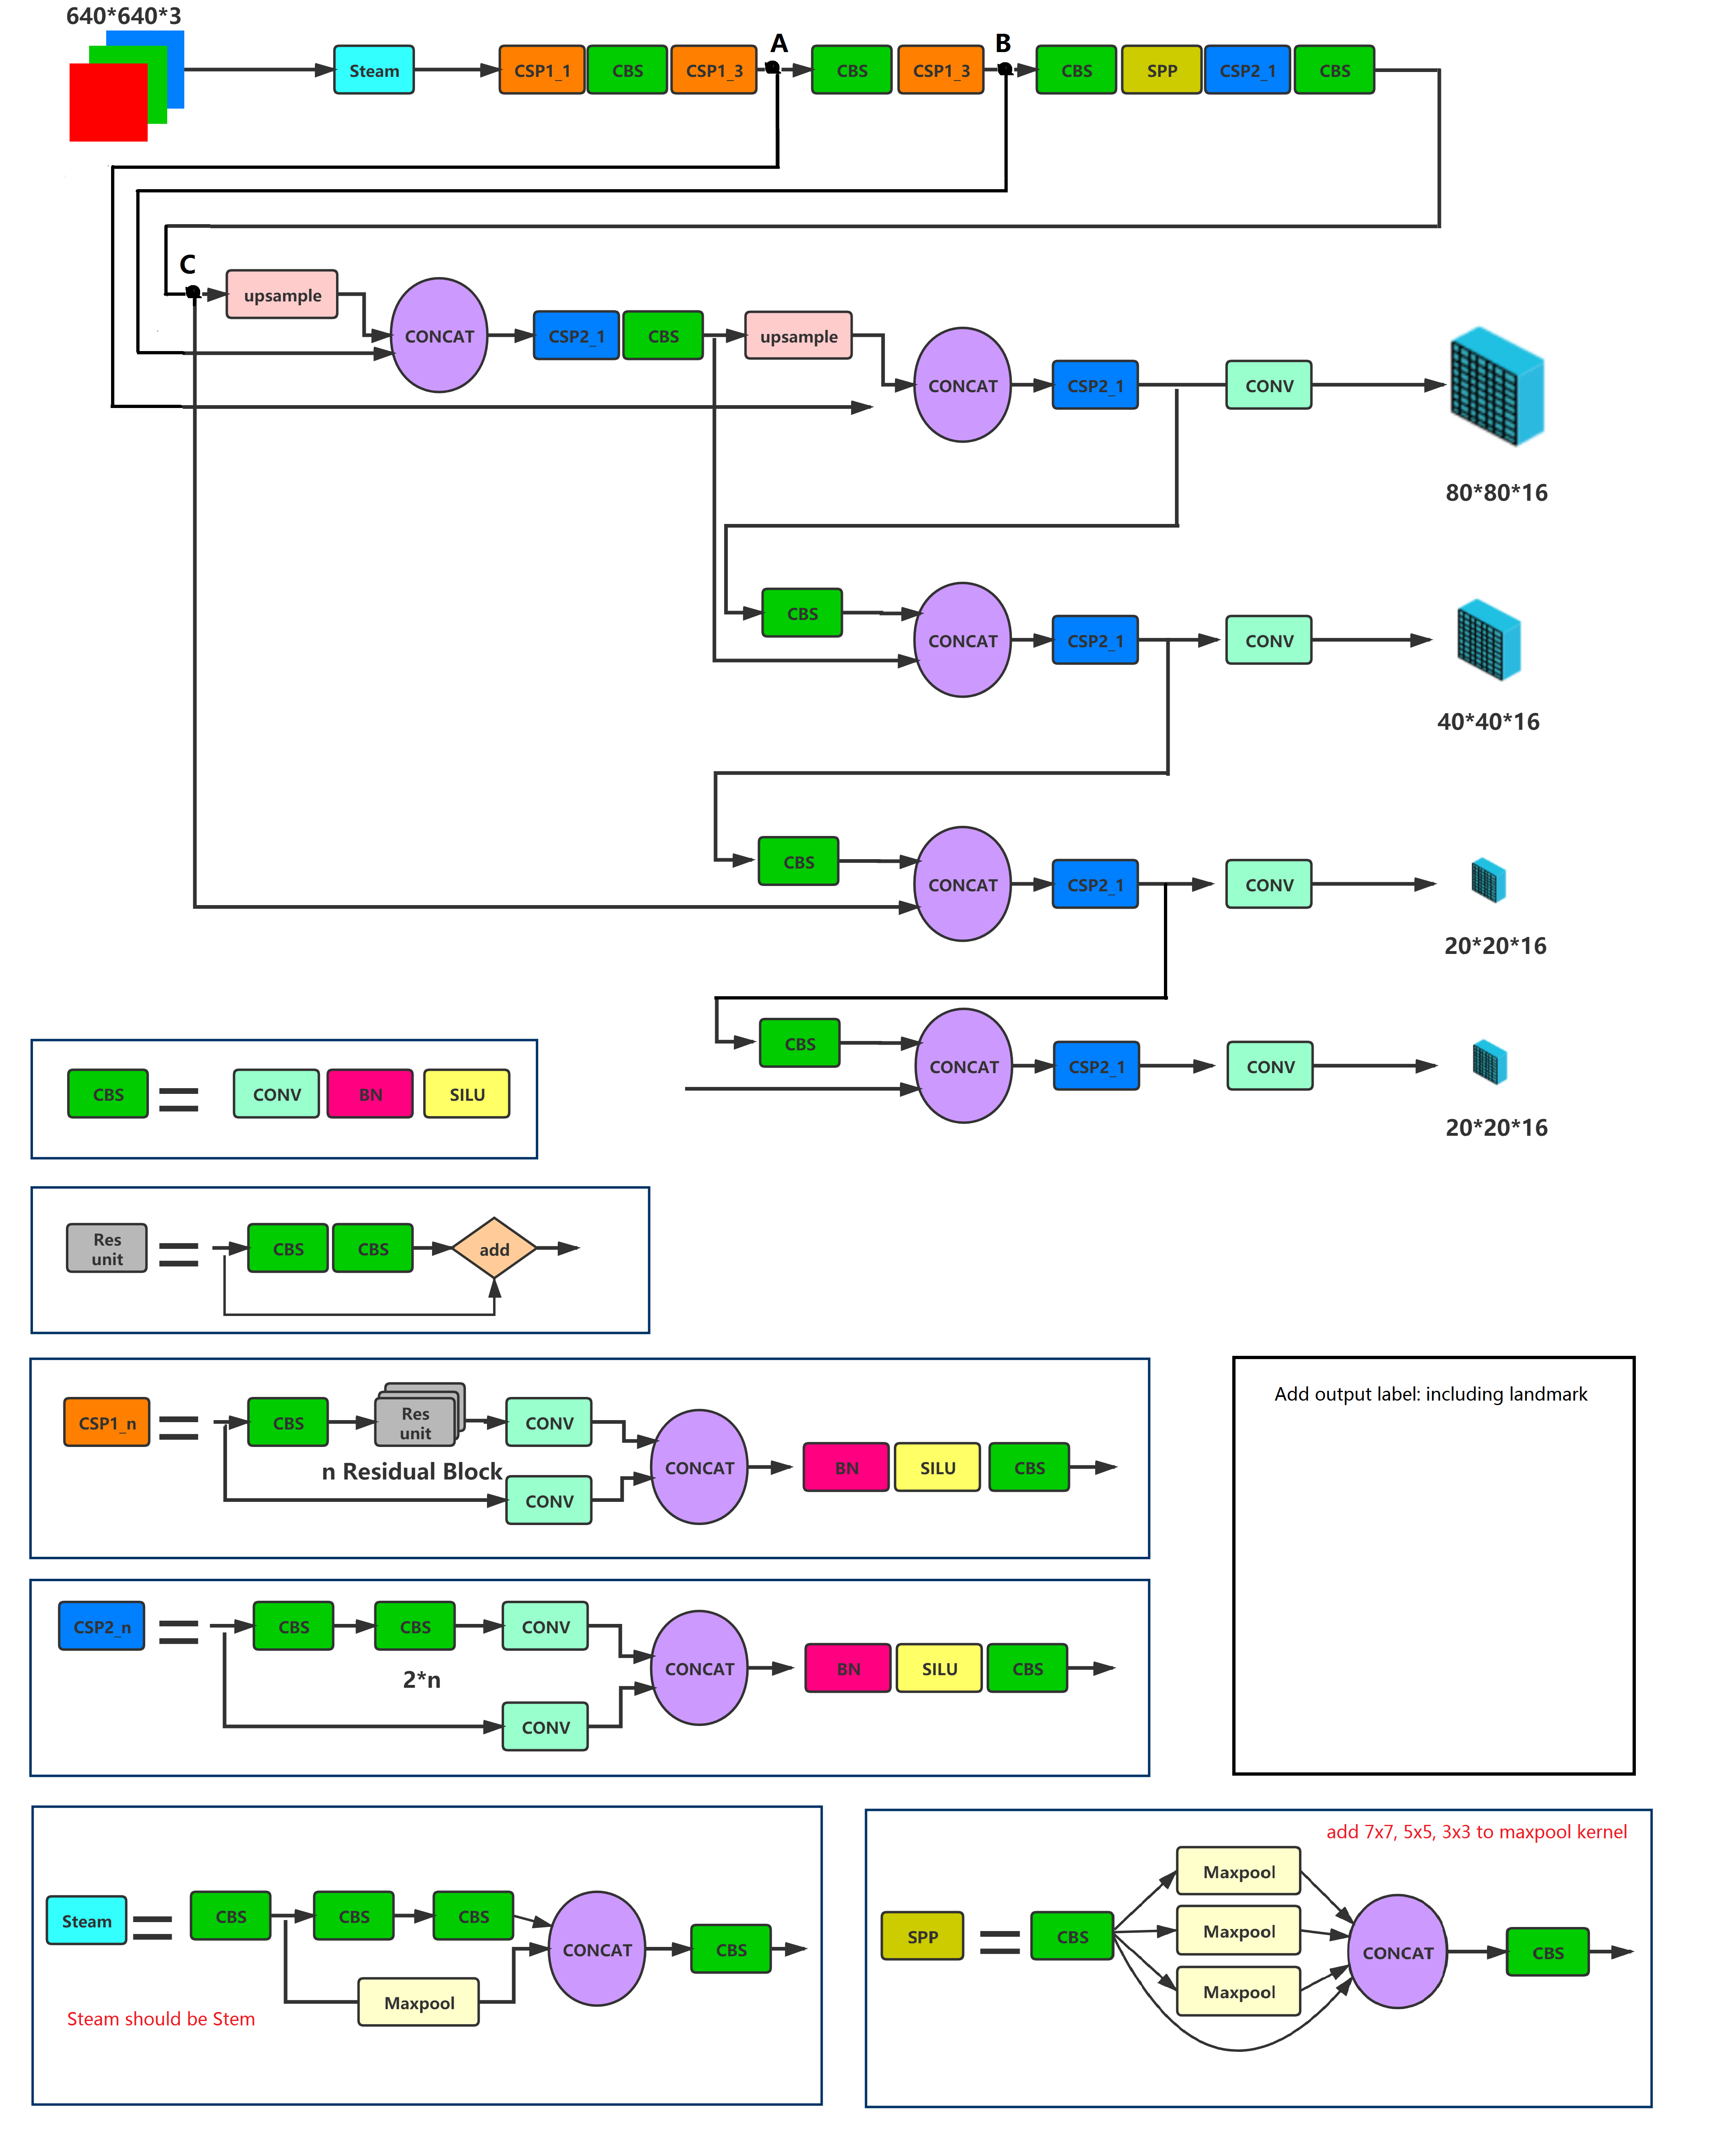 640*640*3
Steam
CSP1_1
CBS
CSP1_3
A
CBS
CSP1_3
B
CBS
SPP
CSP2_1
CBS
C
upsample
CONCAT
CSP2_1
CBS
upsample
CONCAT
CSP2_1
CONV
80*80*16
CBS
CONCAT
CSP2_1
CONV
40*40*16
CBS
CONCAT
CSP2_1
CONV
20*20*16
CBS
CONCAT
CSP2_1
CONV
20*20*16
CBS
CONV
BN
SILU
Res
unit
CBS
CBS
add
CSP1_n
CBS
Res
unit
CONV
n Residual Block
CONV
CONCAT
BN
SILU
CBS
Add output label: including landmark
CSP2_n
CBS
CBS
CONV
2*n
CONV
CONCAT
BN
SILU
CBS
Steam
CBS
CBS
CBS
Maxpool
CONCAT
CBS
Steam should be Stem
add 7x7, 5x5, 3x3 to maxpool kernel
SPP
CBS
Maxpool
Maxpool
Maxpool
CONCAT
CBS